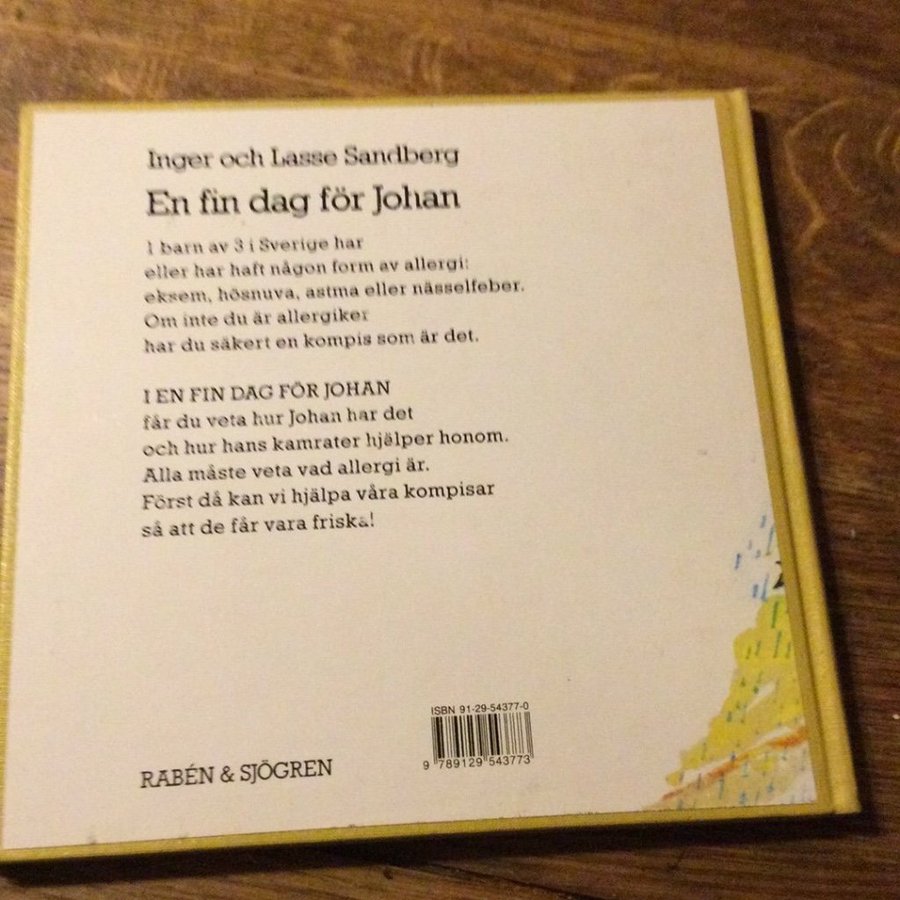 Inger och Lasse Sandberg
En fin dag för Johan
1 barn av 3 i Sverige har
eller har haft någon form av allergi:
eksem, hösnuva, astma eller nässelfeber.
Om inte du är allergiker
har du säkert en kompis som är det.
I EN FIN DAG FÖR JOHAN
får du veta hur Johan har det
och hur hans kamrater hjälper honom.
Alla måste veta vad allergi är.
Först då kan vi hjälpa våra kompisar
så att de får vara friska!
ISBN 91-29-54377-0
9 789129 543773
RABÉN & SJÖGREN